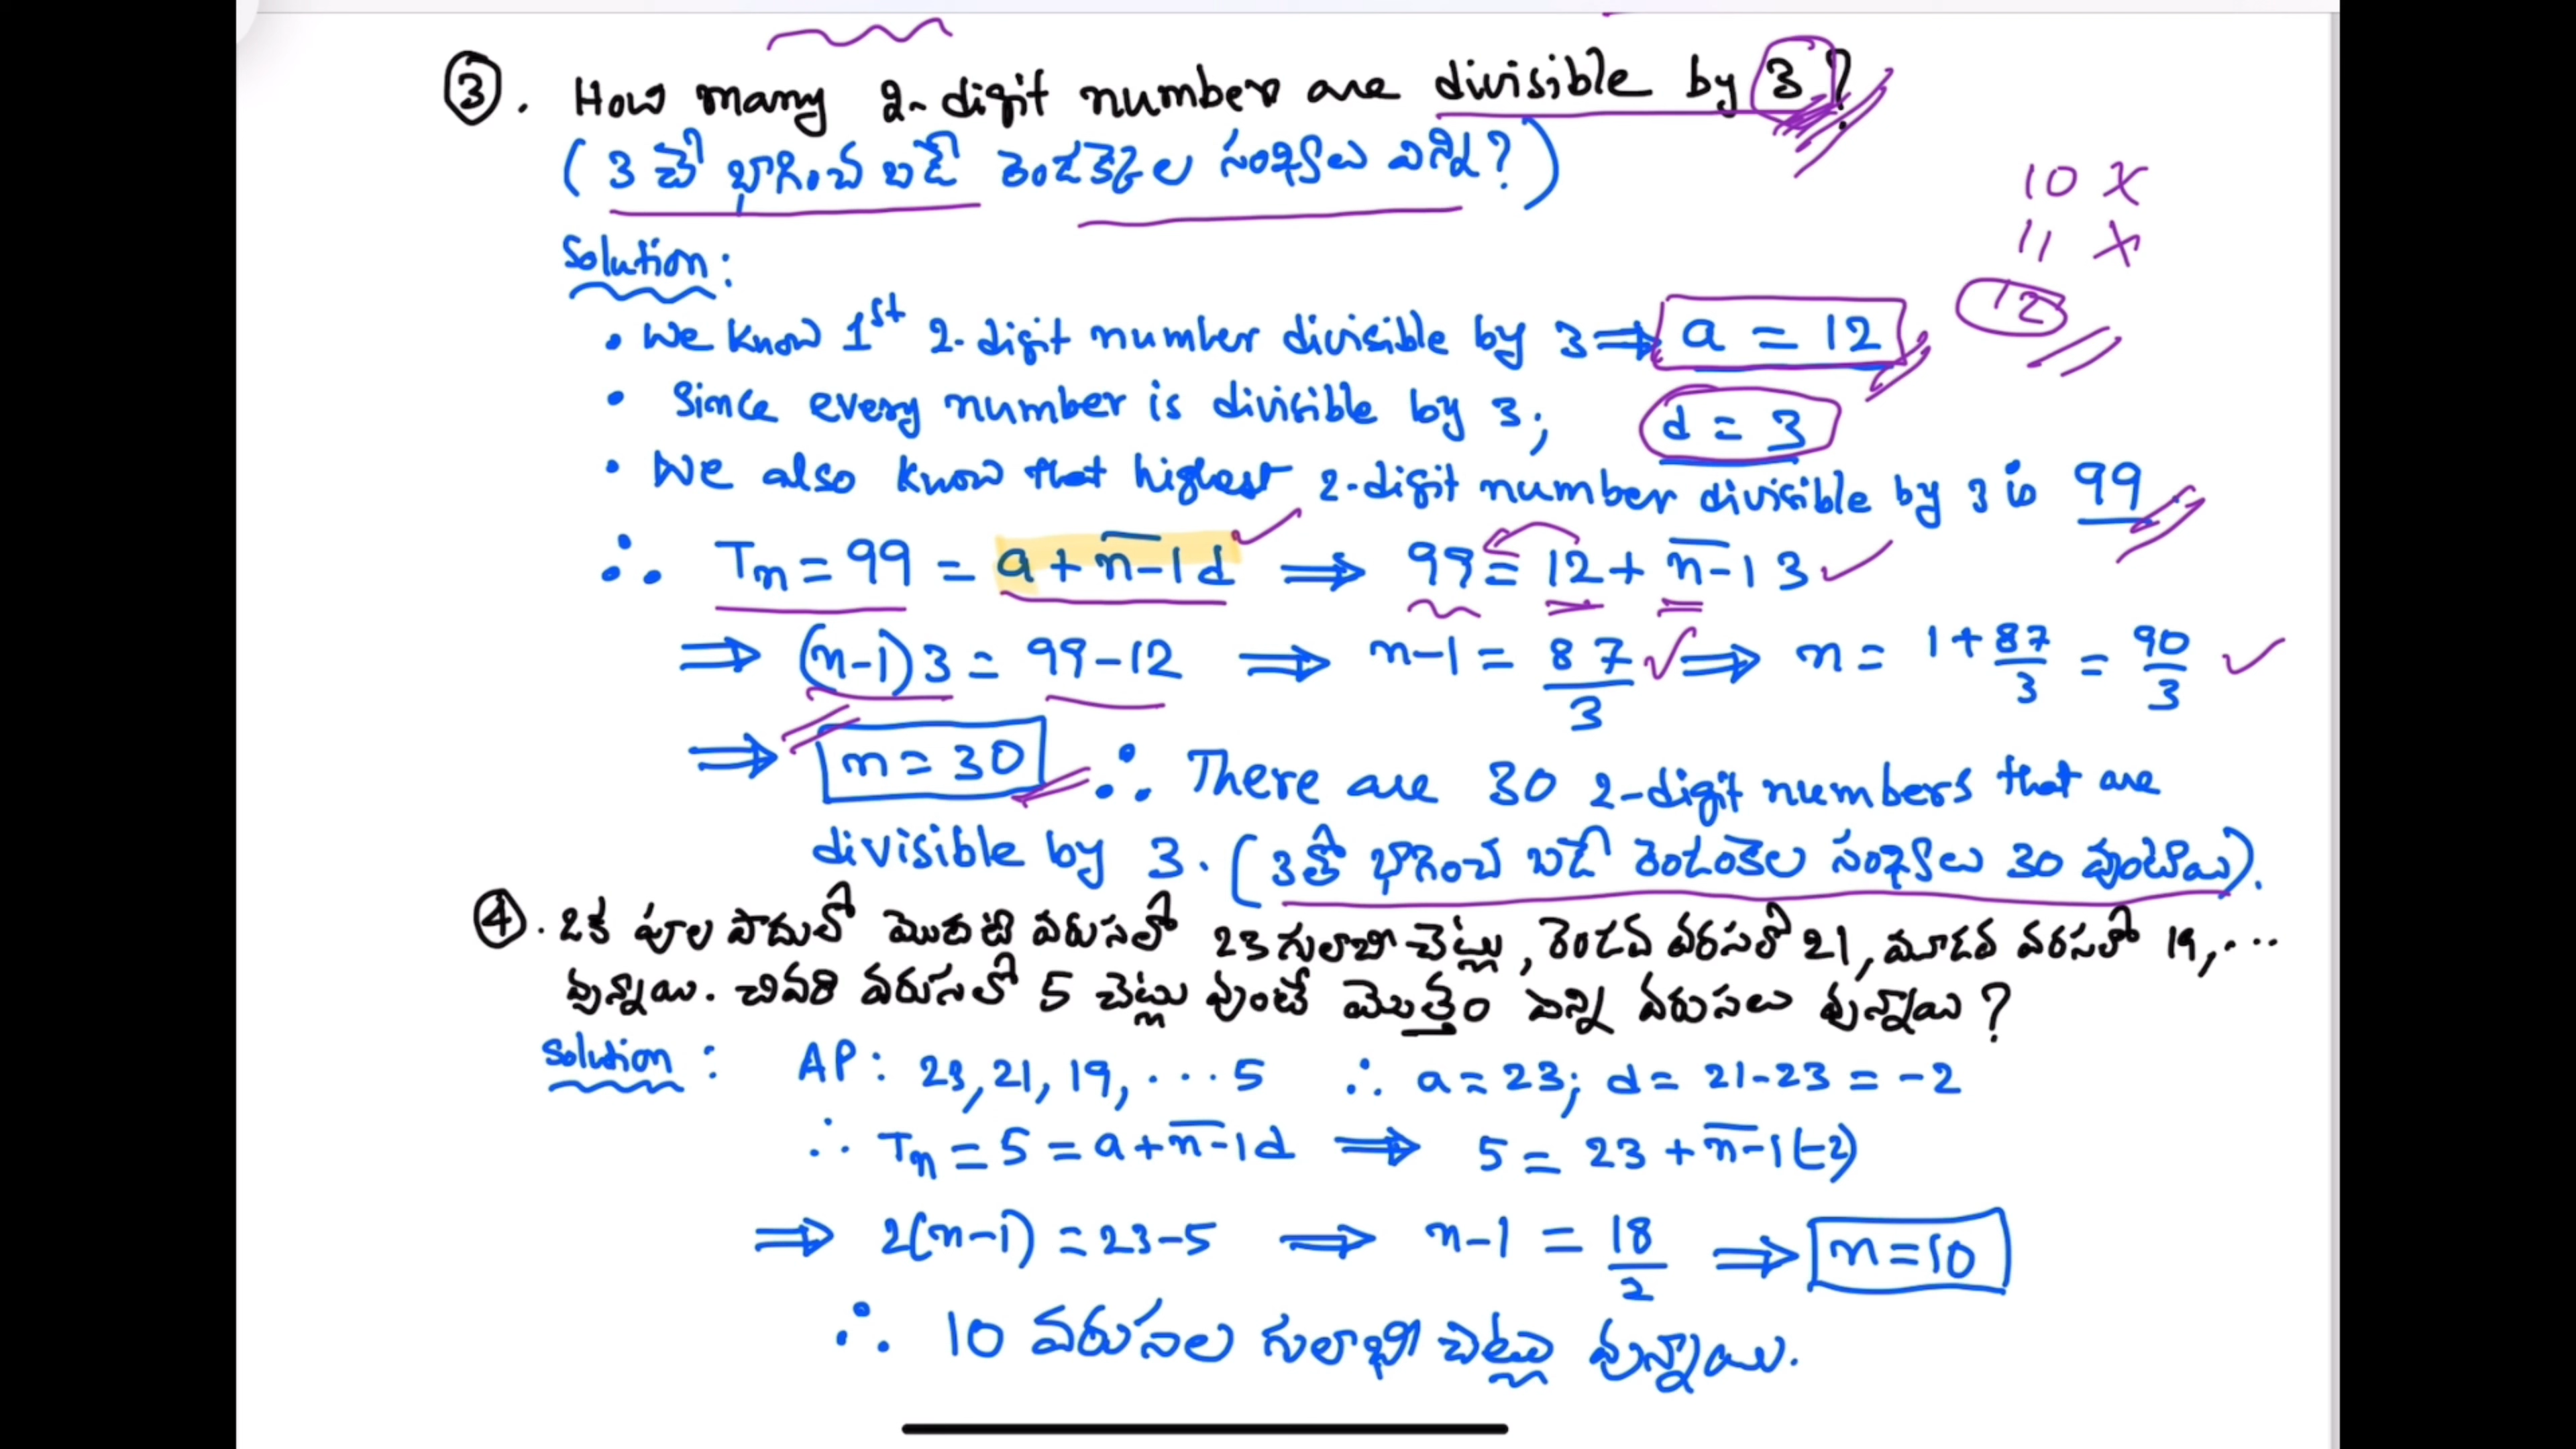 ③. How many 2-digit number are divisible by 3?
(3 చే భాగించ బడే రెండకెల సంఖ్యలు ఎన్ని?)
10 X
11 X
12
Solution:
• We know 1st 2-digit number divisible by 3 ⇒ a = 12
• Since every number is divisible by 3; d = 3
• We also know that highest 2-digit number divisible by 3 is 99
∴ Tn = 99 = a + n̅-1 d ⇒ 99 = 12 + n̅-1 3
⇒ (n-1)3 = 99-12 ⇒ n-1 = 87/3 ⇒ n = 1 + 87/3 = 90/3
⇒ n = 30 ∴ There are 30 2-digit numbers that are
divisible by 3. (3తో భాగించ బడే రెండంకెల సంఖ్యలు 30 వుంటాయి).
④. ఒక పూల పాదులో మొదటి వరుసలో 23 గులాబి చెట్లు, రెండవ వరసలో 21, మూడవ వరసలో 19,...
వున్నాయి. చివరి వరుసలో 5 చెట్లు వుంటే మొత్తం ఎన్ని వరుసలు వున్నాయి?
Solution: AP: 23, 21, 19, ...5 ∴ a = 23; d = 21-23 = -2
∴ Tn = 5 = a + n̅-1 d ⇒ 5 = 23 + n̅-1(-2)
⇒ 2(n-1) = 23-5 ⇒ n-1 = 18/2 ⇒ n = 10
∴ 10 వరుసల గులాభి చెట్లు వున్నాయి.